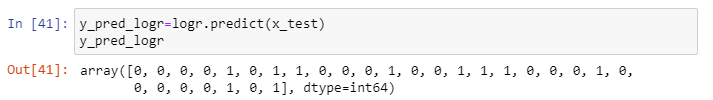 In [41]: y_pred_logr=logr.predict(x_test)
y_pred_logr
Out[41]: array([0, 0, 0, 0, 1, 0, 1, 1, 0, 0, 0, 1, 0, 0, 1, 1, 1, 0, 0, 0, 1, 0,
0, 0, 0, 0, 1, 0, 1], dtype=int64)